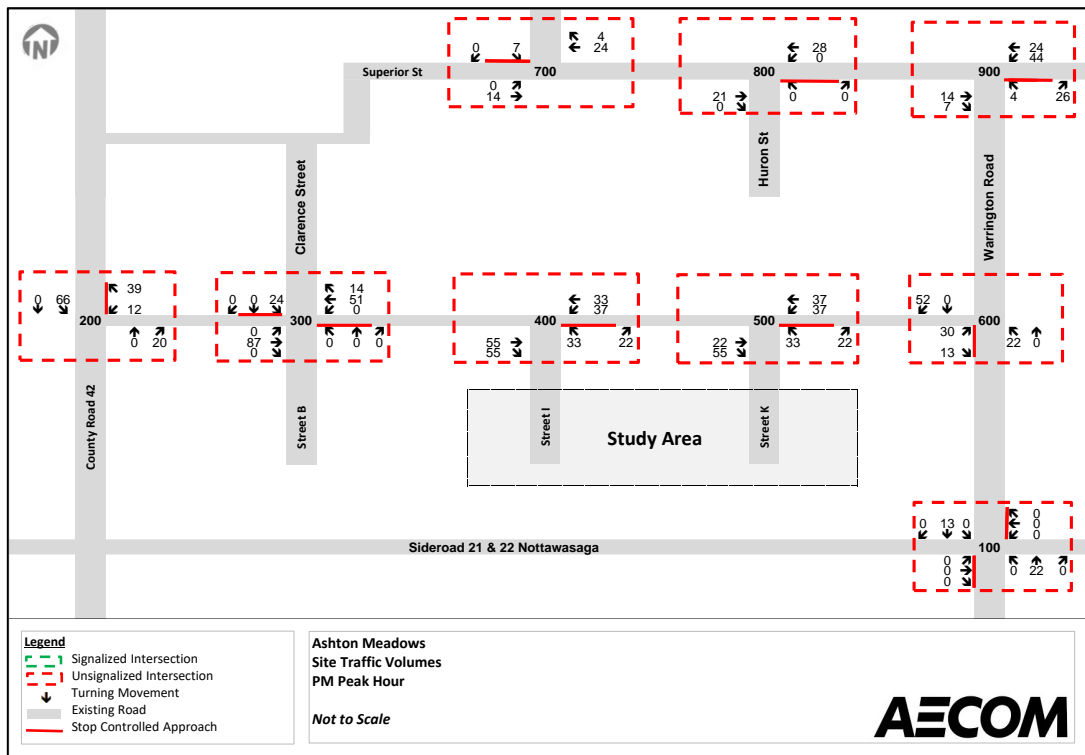 N
0 7
4
24
Superior St
700
0
14
28
0
800
21
0
0 0
24
44
900
14
7
4 26
Clarence Street
Huron St
Warrington Road
0 66
39
12
200
0 20
0 0 24
14
51
0
300
0
87
0
0 0 0
33
37
400
55
55
33 22
37
37
500
22
55
33 22
52 0
600
30
13
22 0
County Road 42
Street B
Street I
Street K
Study Area
0 13 0
0
0
0
Sideroad 21 & 22 Nottawasaga
100
0
0
0
0 22 0
Legend
Signalized Intersection
Unsignalized Intersection
Turning Movement
Existing Road
Stop Controlled Approach
Ashton Meadows
Site Traffic Volumes
PM Peak Hour
Not to Scale
AECOM